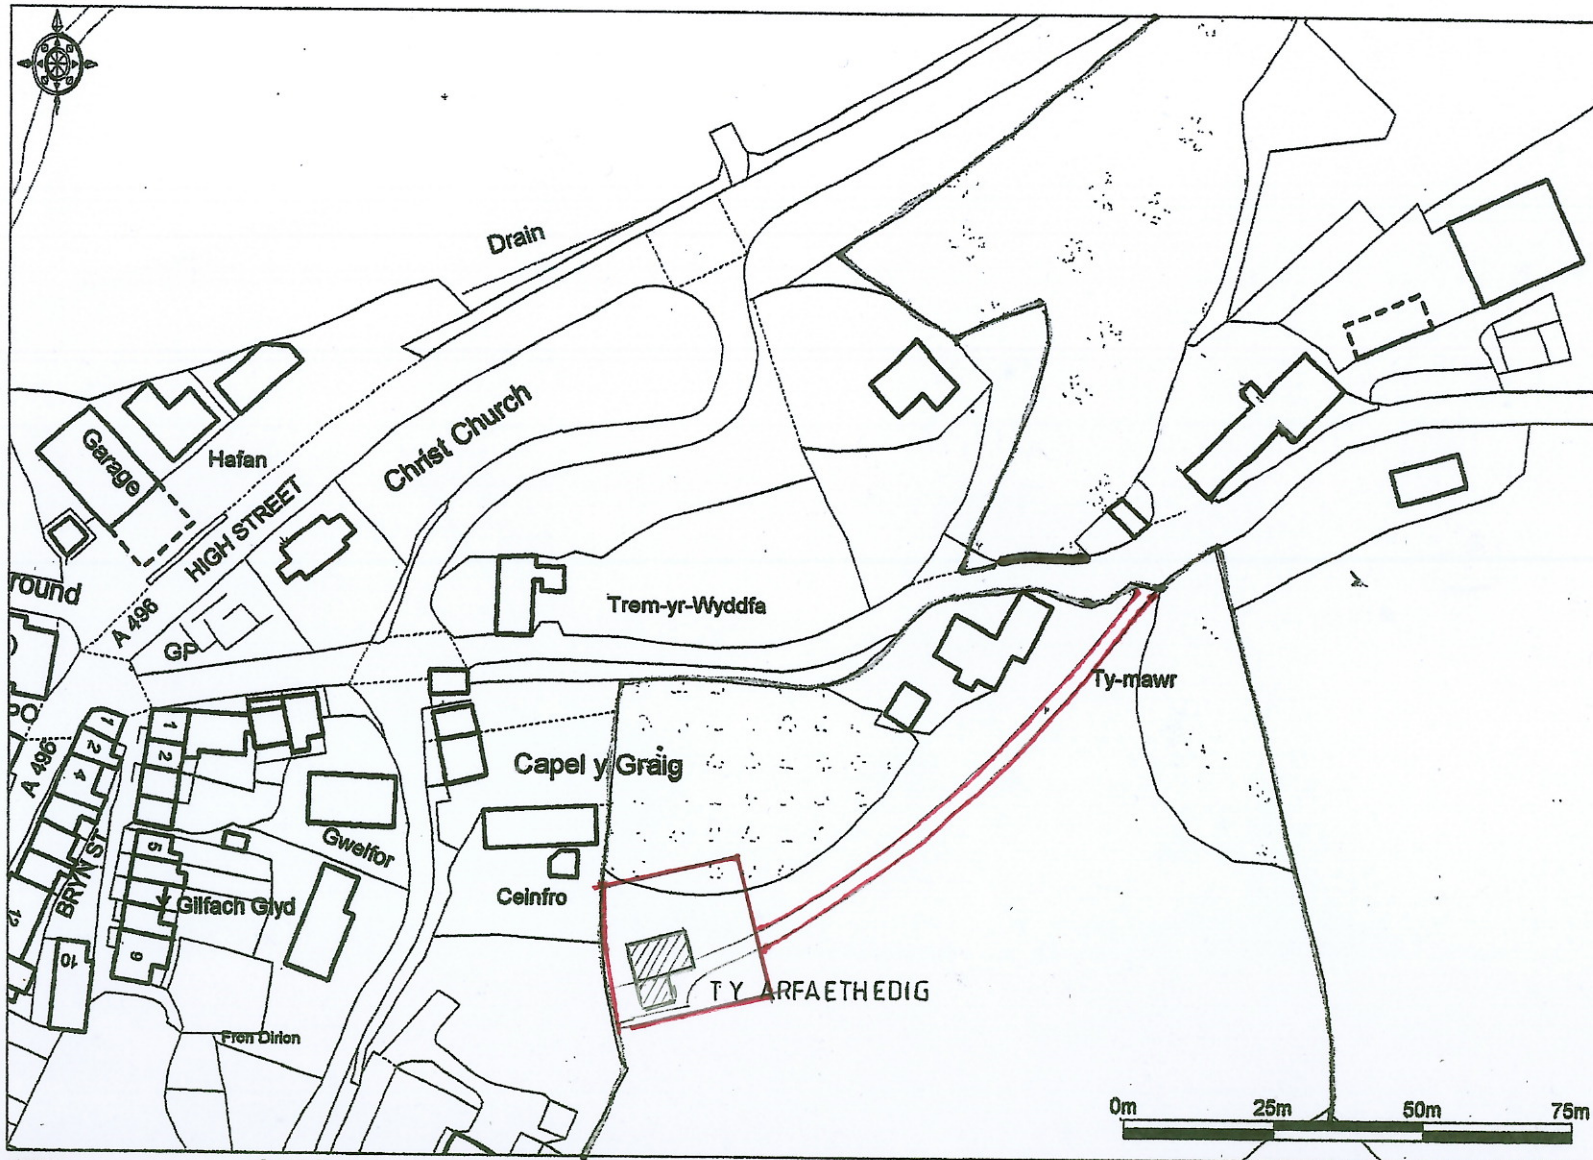 Drain
Garage
Hafan
HIGH STREET
Christ Church
round
A 496
GP
Trem-yr-Wyddfa
Ty-mawr
PO
A 496
1
2
4
12
10
BRYN ST
1
2
5
9
Gwelfor
Gilfach Glyd
Fron Dirion
Capel y Graig
Ceinfro
TY ARFAETHEDIG
0m 25m 50m 75m